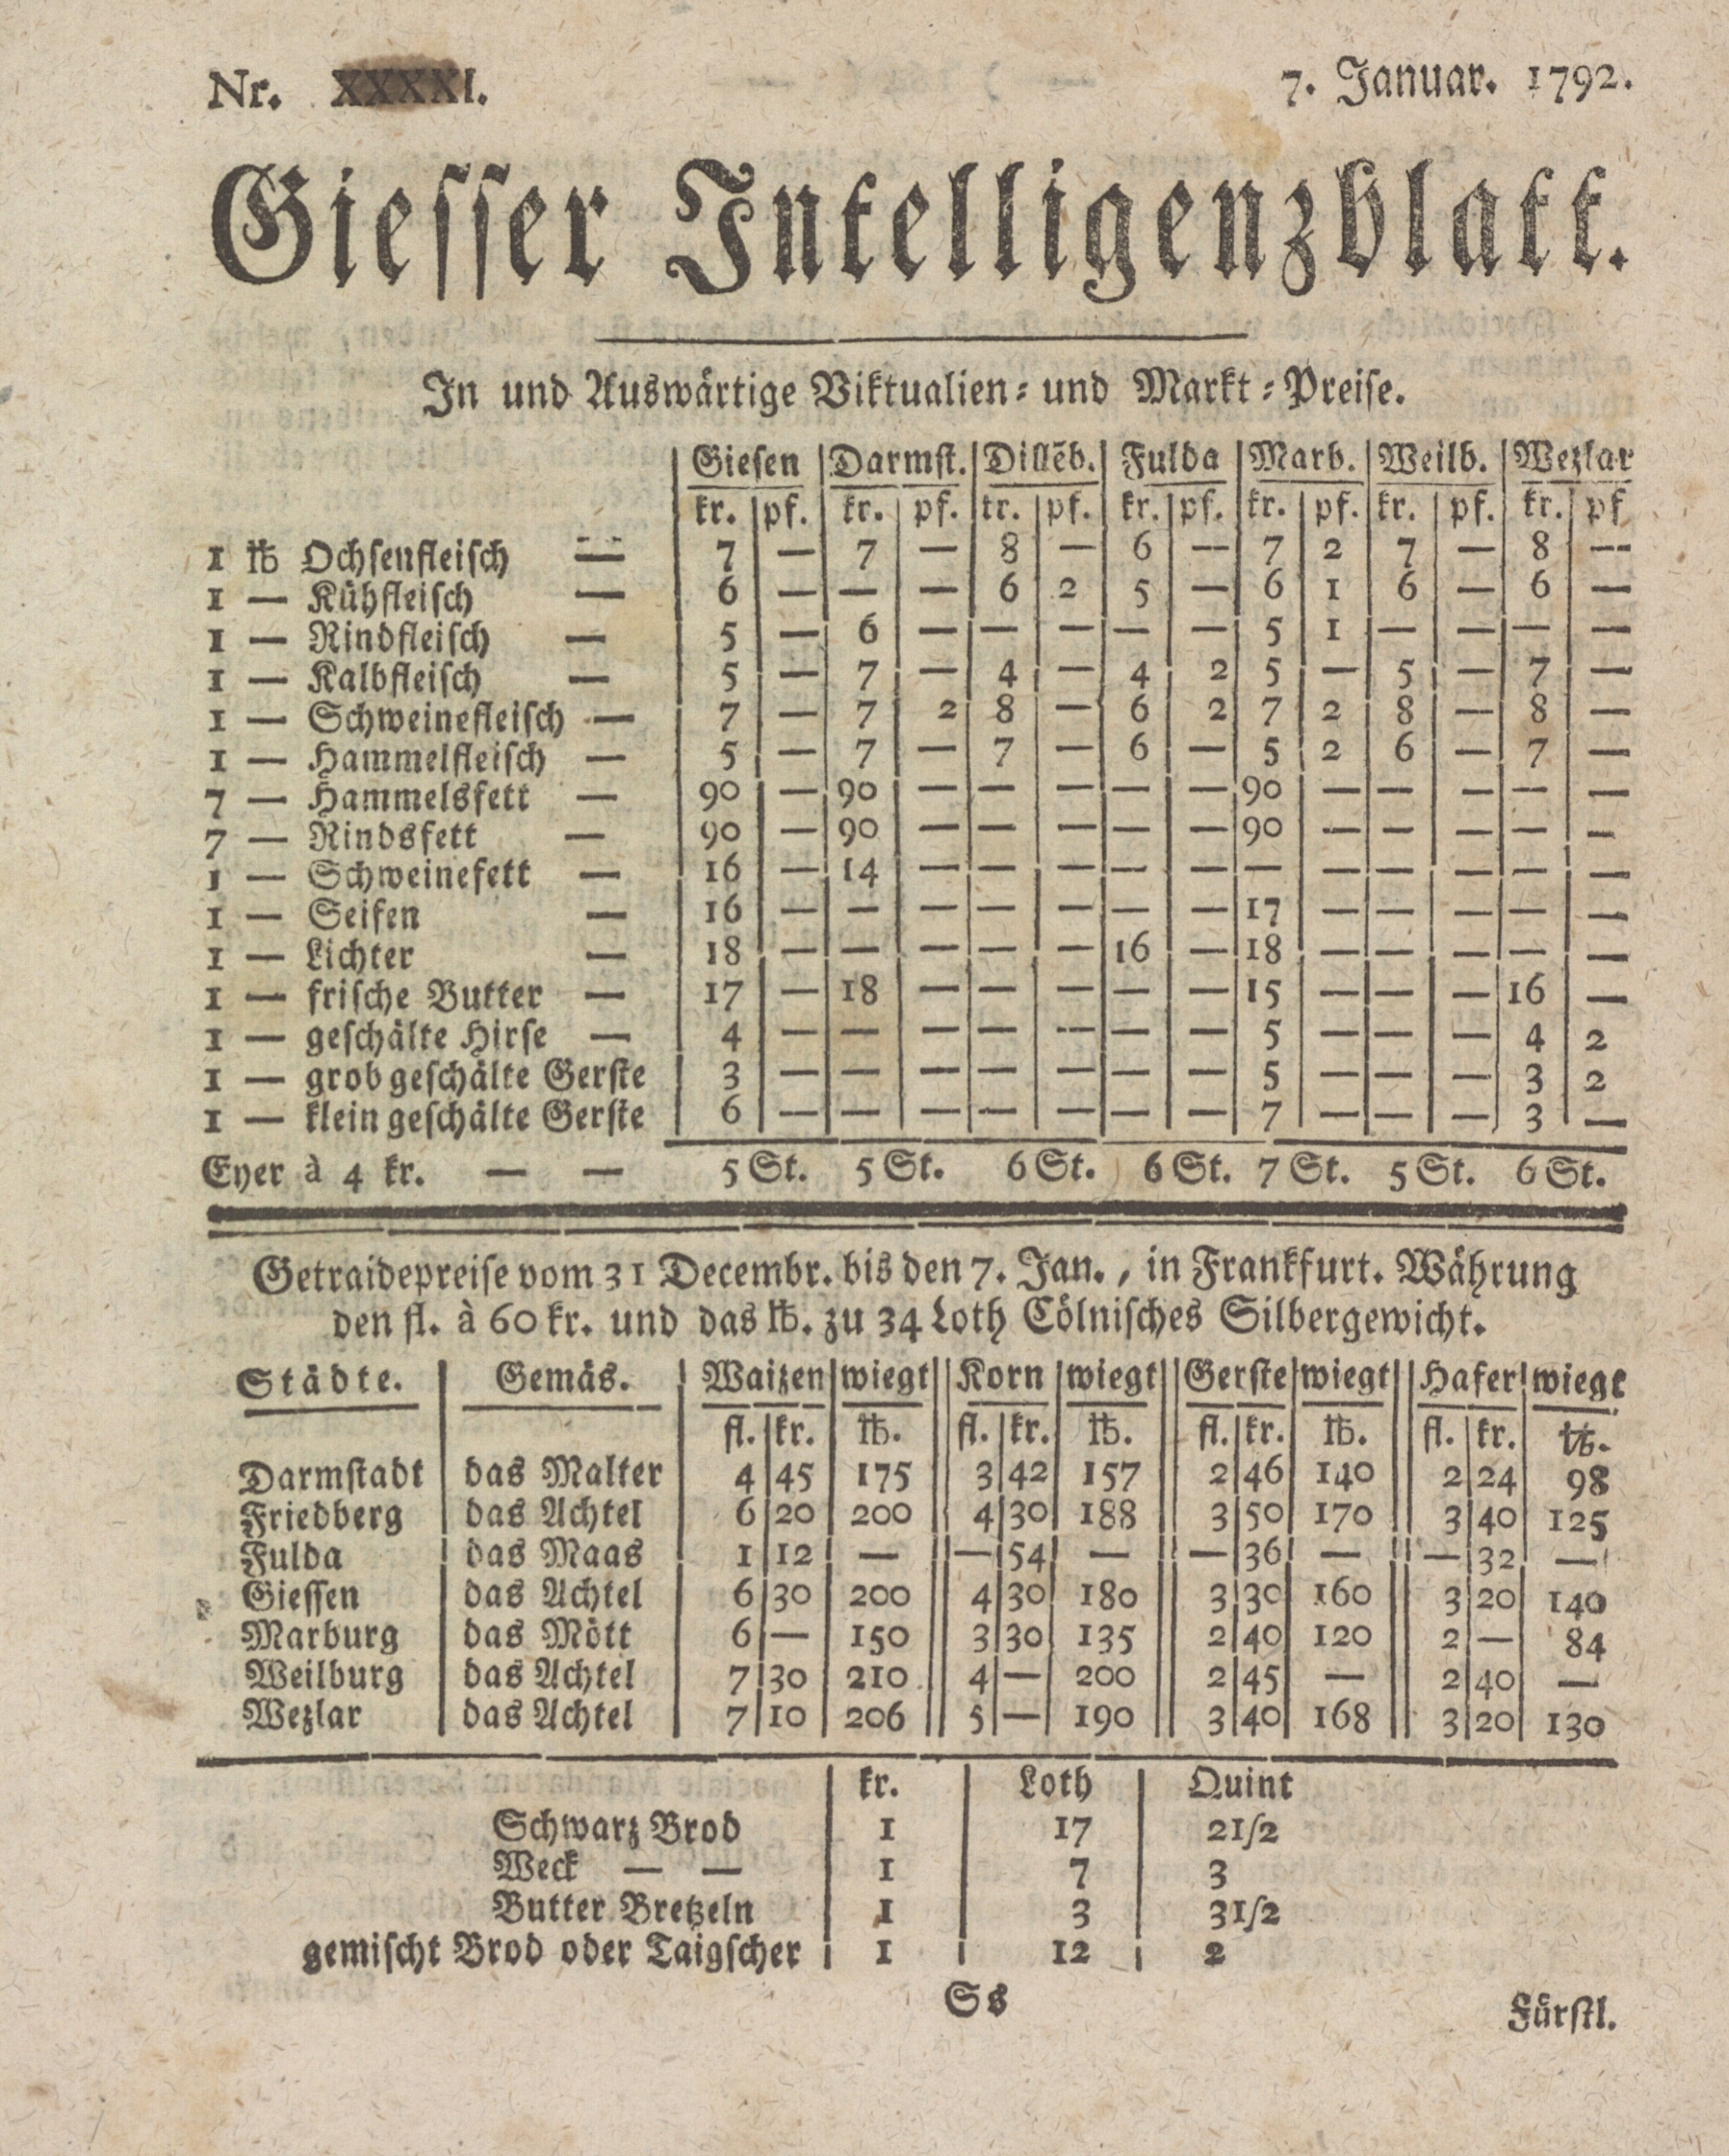 Nr. XXXXI. 7. Januar. 1792.
Giesser Intelligenzblatt.
In und Auswärtige Viktualien- und Markt-Preise.
Giesen Darmst. Dillēb. Fulda Marb. Weilb. Wezlar
kr. pf. kr. pf. kr. pf. kr. pf. kr. pf. kr. pf. kr. pf
1 ℔ Ochsenfleisch — 7 — 7 — 8 — 6 — 7 2 7 — 8 —
1 — Kühfleisch — 6 — — — 6 2 5 — 6 1 6 — 6 —
1 — Rindfleisch — 5 — 6 — — — — — 5 1 — — — —
1 — Kalbfleisch — 5 — 7 — 4 — 4 2 5 — 5 — 7 —
1 — Schweinefleisch — 7 — 7 2 8 — 6 2 7 2 8 — 8 —
1 — Hammelfleisch — 5 — 7 — 7 — 6 — 5 2 6 — 7 —
7 — Hammelsfett — 90 — 90 — — — — — 90 — — — — —
7 — Rindsfett — 90 — 90 — — — — — 90 — — — — —
1 — Schweinefett — 16 — 14 — — — — — — — — — — —
1 — Seifen — 16 — — — — — — — 17 — — — — —
1 — Lichter — 18 — — — — — 16 — 18 — — — — —
1 — frische Butter — 17 — 18 — — — — — 15 — — — 16 —
1 — geschälte Hirse — 4 — — — — — — — 5 — — — 4 2
1 — grob geschälte Gerste 3 — — — — — — — 5 — — — 3 2
1 — klein geschälte Gerste 6 — — — — — — — 7 — — — 3 —
Eyer à 4 kr. — — 5 St. 5 St. 6 St. 6 St. 7 St. 5 St. 6 St.
Getraidepreise vom 31 Decembr. bis den 7. Jan., in Frankfurt. Währung
den fl. à 60 kr. und das ℔. zu 34 Loth Cölnisches Silbergewicht.
Städte. Gemäs. Waizen wiegt Korn wiegt Gerste wiegt Hafer wiegt
fl. kr. ℔. fl. kr. ℔. fl. kr. ℔. fl. kr. ℔.
Darmstadt das Malter 4 45 175 3 42 157 2 46 140 2 24 98
Friedberg das Achtel 6 20 200 4 30 188 3 50 170 3 40 125
Fulda das Maas 1 12 — — 54 — — 36 — — 32 —
Giessen das Achtel 6 30 200 4 30 180 3 30 160 3 20 140
Marburg das Mött 6 — 150 3 30 135 2 40 120 2 — 84
Weilburg das Achtel 7 30 210 4 — 200 2 45 — 2 40 —
Wezlar das Achtel 7 10 206 5 — 190 3 40 168 3 20 130
kr. Loth Quint
Schwarz Brod 1 17 2 1/2
Weck — — 1 7 3
Butter Bretzeln 1 3 3 1/2
gemischt Brod oder Taigscher 1 12 2
Ss Fürstl.